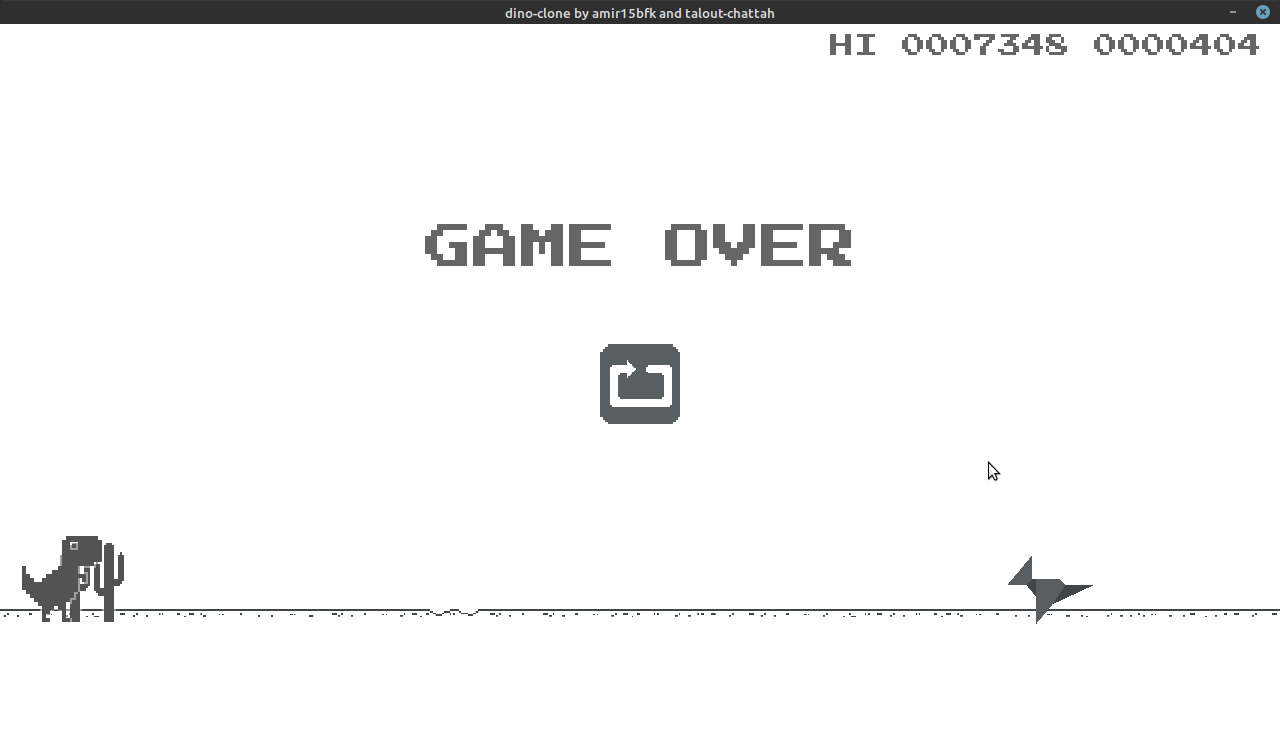 dino-clone by amir15bfk and talout-chattah
HI 0007348 0000404
GAME OVER